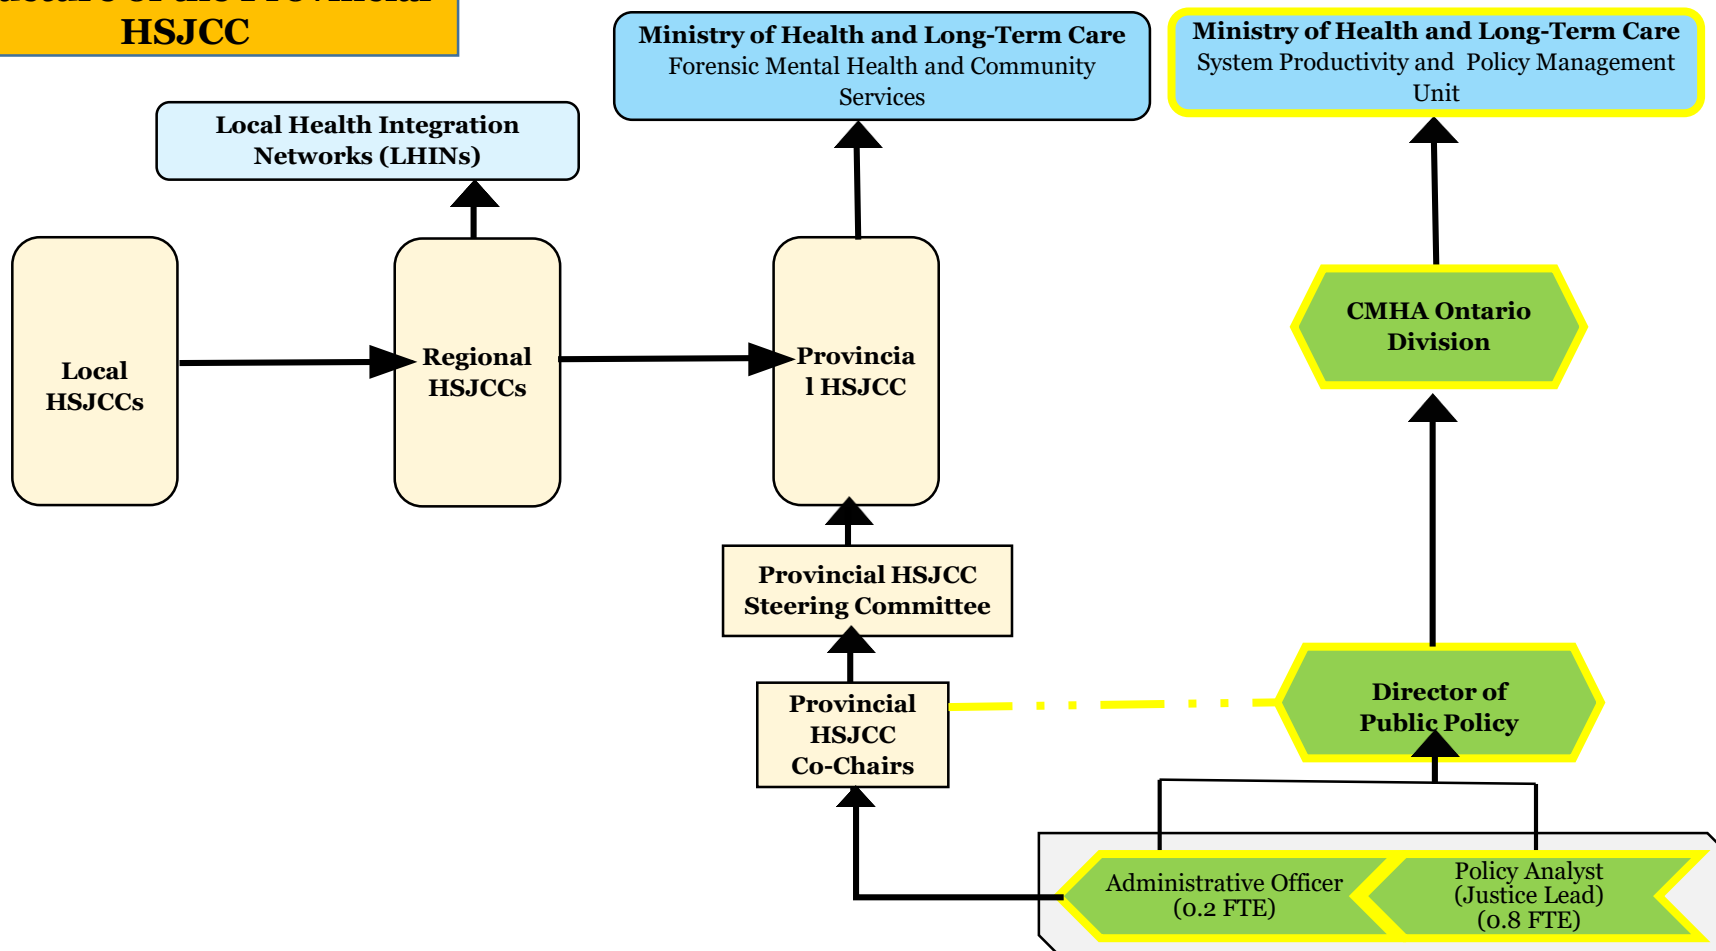 of the Provincial
HSJCC
Ministry of Health and Long-Term Care
Forensic Mental Health and Community
Services
Ministry of Health and Long-Term Care
System Productivity and Policy Management
Unit
Local Health Integration
Networks (LHINs)
Local
HSJCCs
Regional
HSJCCs
Provincia
l HSJCC
CMHA Ontario
Division
Provincial HSJCC
Steering Committee
Provincial
HSJCC
Co-Chairs
Director of
Public Policy
Administrative Officer
(0.2 FTE)
Policy Analyst
(Justice Lead)
(0.8 FTE)